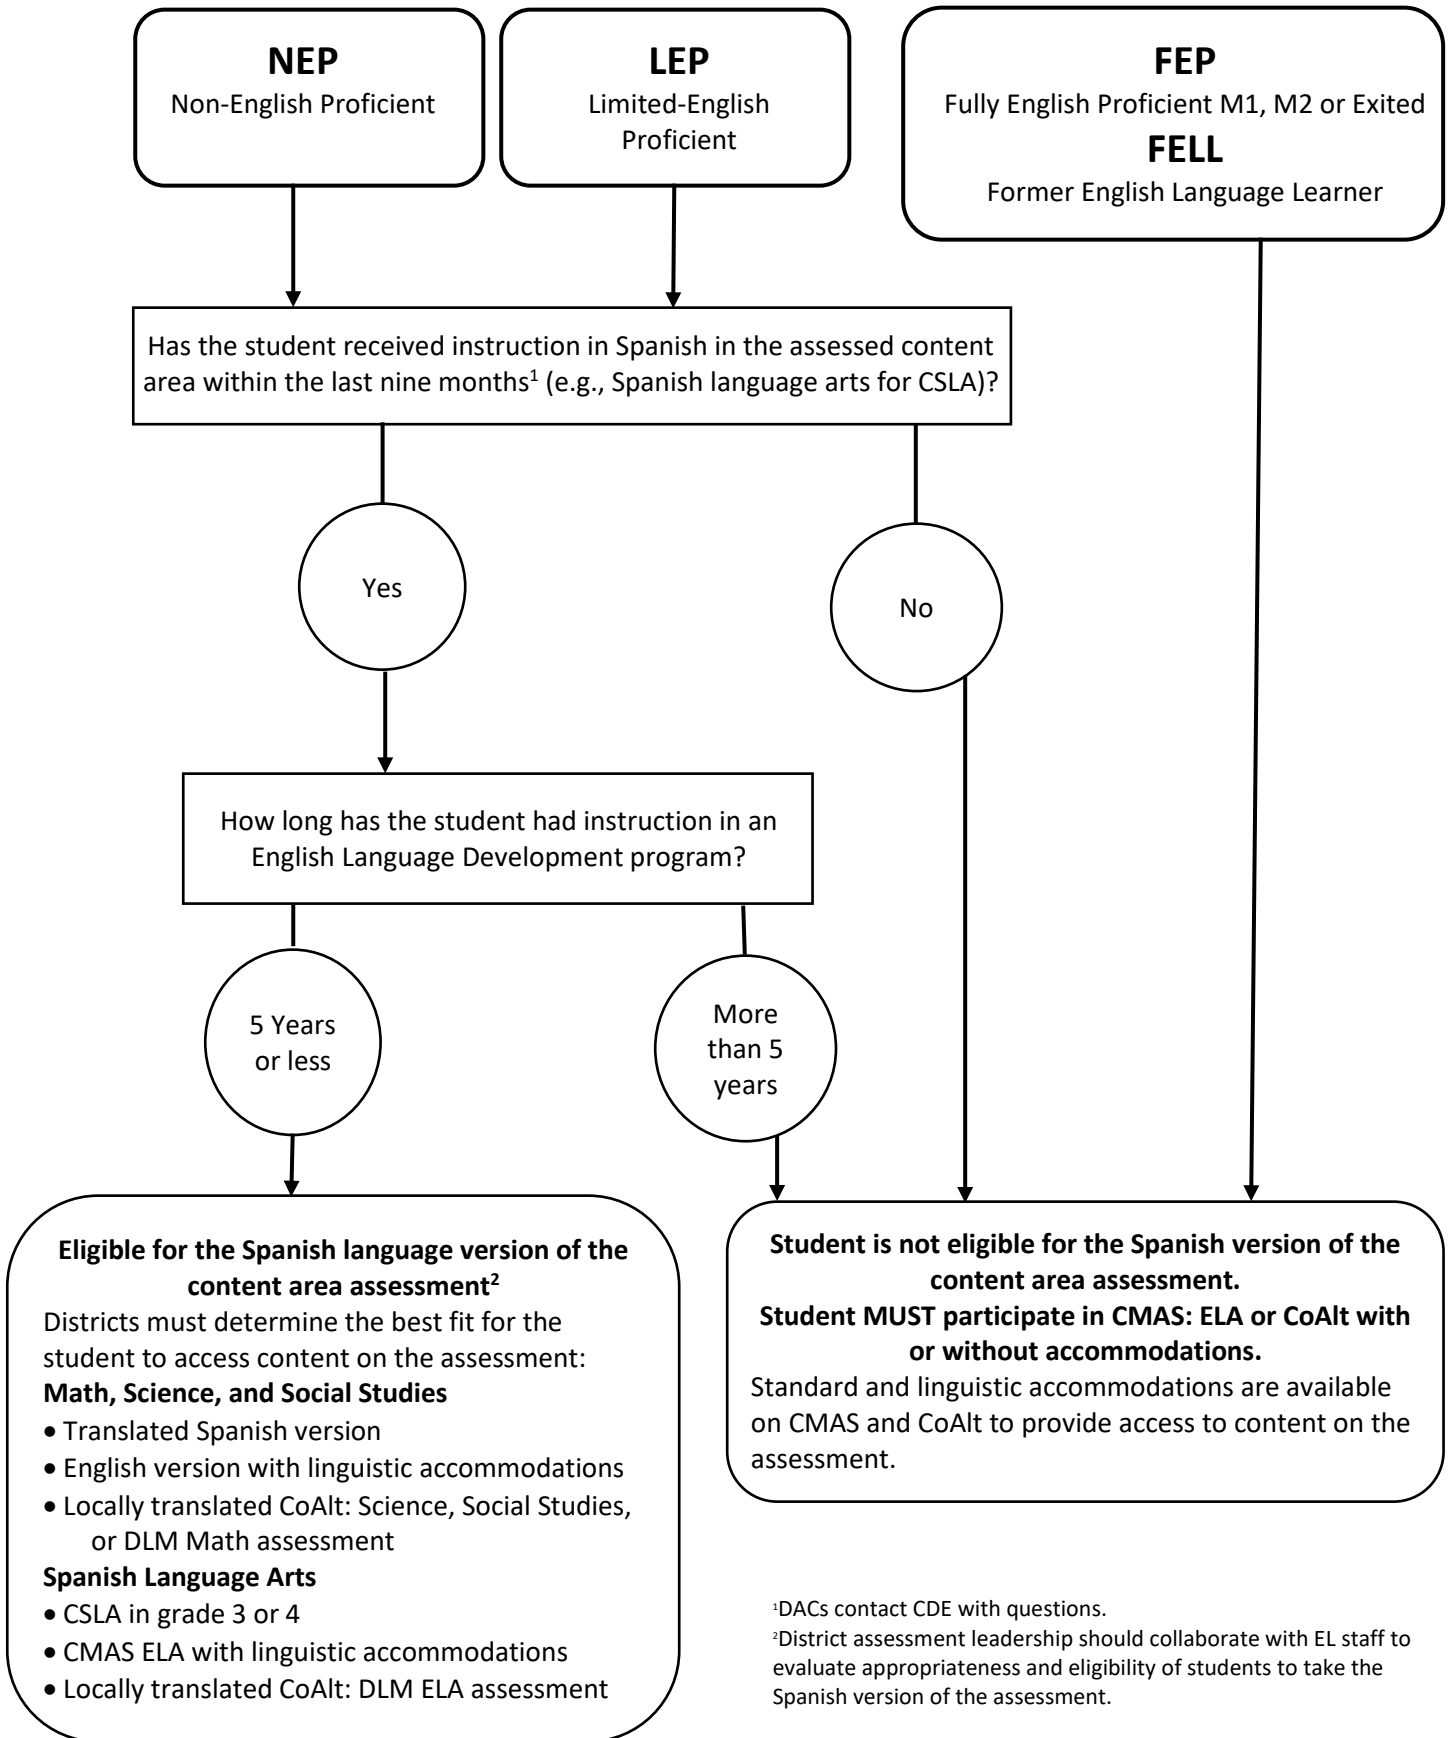 NEP
Non-English Proficient
LEP
Limited-English
Proficient
FEP
Fully English Proficient M1, M2 or Exited
FELL
Former English Language Learner
Has the student received instruction in Spanish in the assessed content
area within the last nine months¹ (e.g., Spanish language arts for CSLA)?
Yes
No
How long has the student had instruction in an
English Language Development program?
5 Years
or less
More
than 5
years
Eligible for the Spanish language version of the
content area assessment²
Districts must determine the best fit for the
student to access content on the assessment:
Math, Science, and Social Studies
• Translated Spanish version
• English version with linguistic accommodations
• Locally translated CoAlt: Science, Social Studies,
or DLM Math assessment
Spanish Language Arts
• CSLA in grade 3 or 4
• CMAS ELA with linguistic accommodations
• Locally translated CoAlt: DLM ELA assessment
Student is not eligible for the Spanish version of the
content area assessment.
Student MUST participate in CMAS: ELA or CoAlt with
or without accommodations.
Standard and linguistic accommodations are available
on CMAS and CoAlt to provide access to content on the
assessment.
¹DACs contact CDE with questions.
²District assessment leadership should collaborate with EL staff to
evaluate appropriateness and eligibility of students to take the
Spanish version of the assessment.